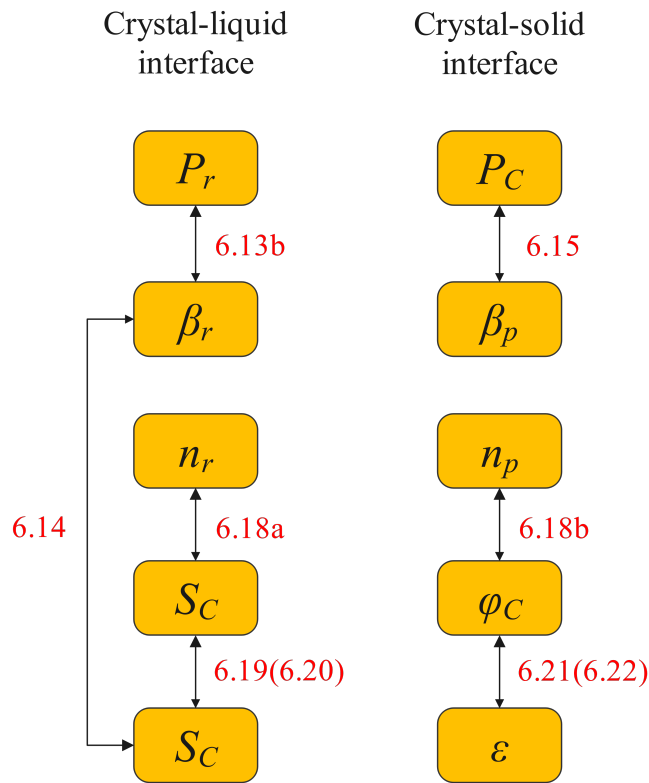 Crystal-liquid
interface
Crystal-solid
interface
P_r
P_C
6.13b
6.15
β_r
β_p
n_r
n_p
6.14
6.18a
6.18b
S_C
φ_C
6.19(6.20)
6.21(6.22)
S_C
ε